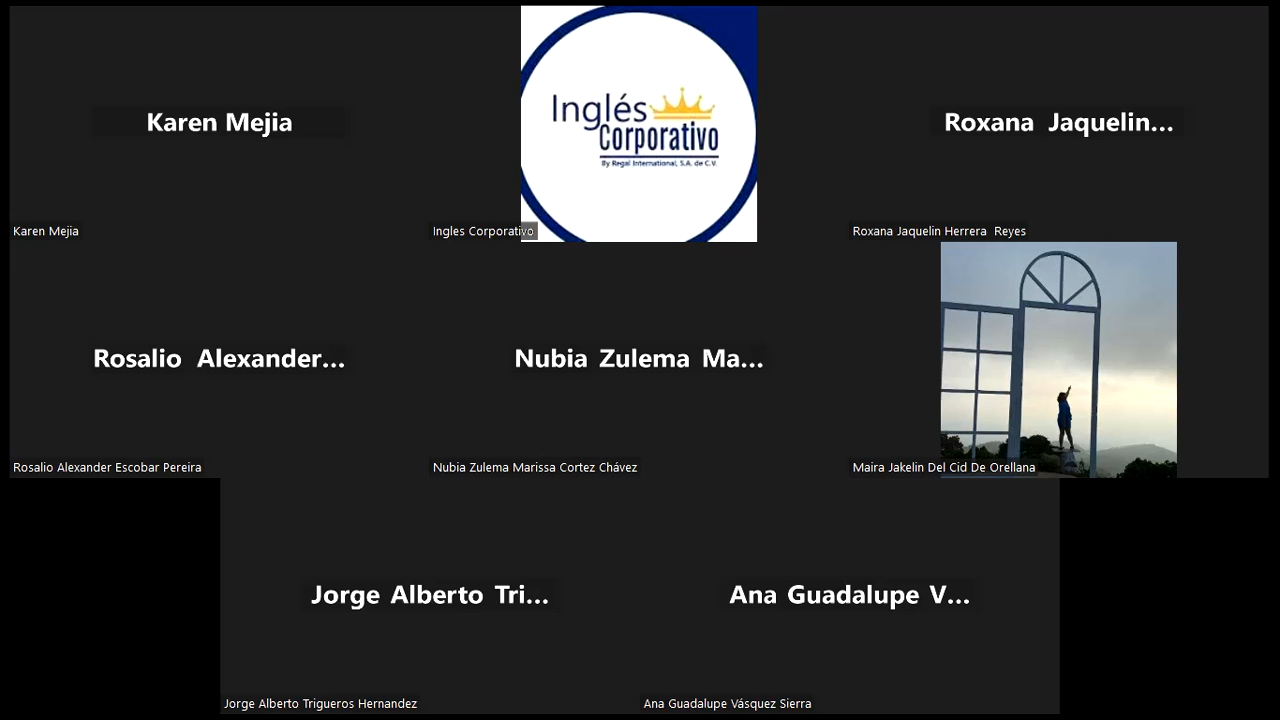 Karen Mejia
Karen Mejia
Inglés
Corporativo
By Regal International, S.A. de C.V.
Ingles Corporativo
Roxana Jaquelin...
Roxana Jaquelin Herrera Reyes
Rosalio Alexander...
Rosalio Alexander Escobar Pereira
Nubia Zulema Ma...
Nubia Zulema Marissa Cortez Chávez
Maira Jakelin Del Cid De Orellana
Jorge Alberto Tri...
Jorge Alberto Trigueros Hernandez
Ana Guadalupe V...
Ana Guadalupe Vásquez Sierra